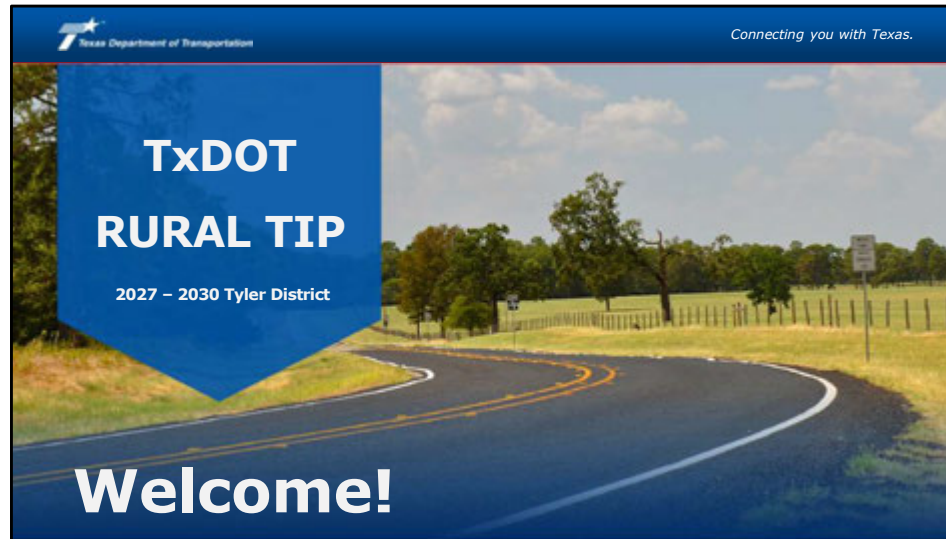 Texas Department of Transportation
Connecting you with Texas.
TxDOT
RURAL TIP
2027 – 2030 Tyler District
Welcome!